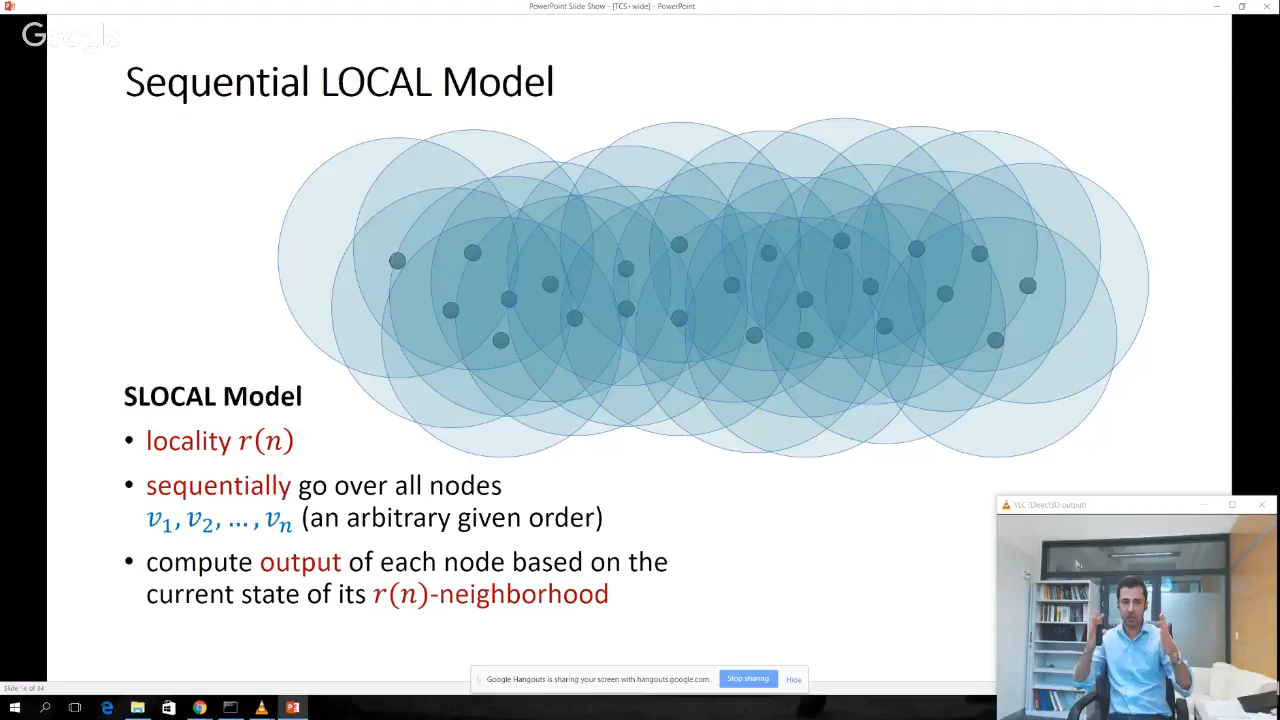 PowerPoint Slide Show - [TCS+wide] - PowerPoint
Google
Sequential LOCAL Model
SLOCAL Model
• locality r(n)
• sequentially go over all nodes
v₁, v₂, …, vₙ (an arbitrary given order)
• compute output of each node based on the
current state of its r(n)-neighborhood
VLC (Direct3D output)
Google Hangouts is sharing your screen with hangouts.google.com.
Stop sharing
Hide
Slide 14 of 34